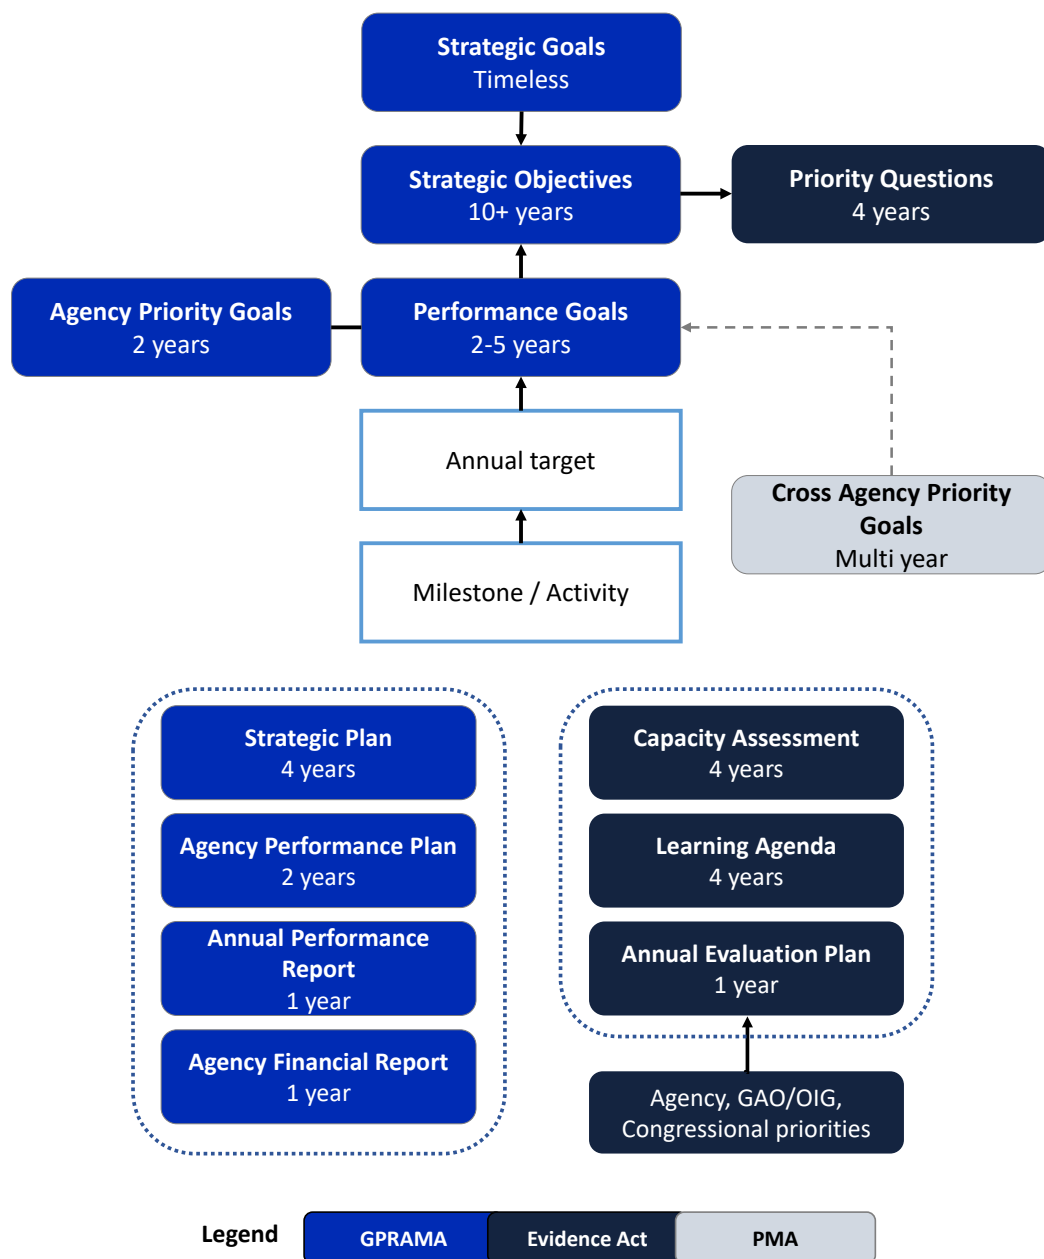 Strategic Goals
Timeless
Strategic Objectives
10+ years
Priority Questions
4 years
Agency Priority Goals
2 years
Performance Goals
2-5 years
Annual target
Cross Agency Priority
Goals
Multi year
Milestone / Activity
Strategic Plan
4 years
Agency Performance Plan
2 years
Annual Performance
Report
1 year
Agency Financial Report
1 year
Capacity Assessment
4 years
Learning Agenda
4 years
Annual Evaluation Plan
1 year
Agency, GAO/OIG,
Congressional priorities
Legend
GPRAMA
Evidence Act
PMA